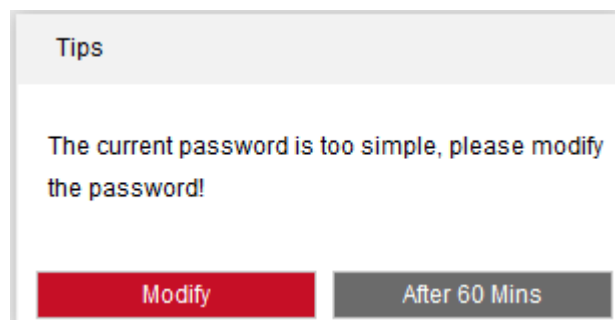 Tips
The current password is too simple, please modify
the password!
Modify
After 60 Mins